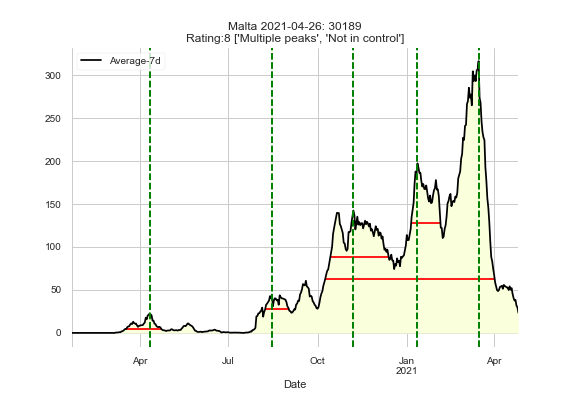 Malta 2021-04-26: 30189
Rating:8 ['Multiple peaks', 'Not in control']
Average-7d
300
250
200
150
100
50
0
Apr
Jul
Oct
Jan
2021
Apr
Date